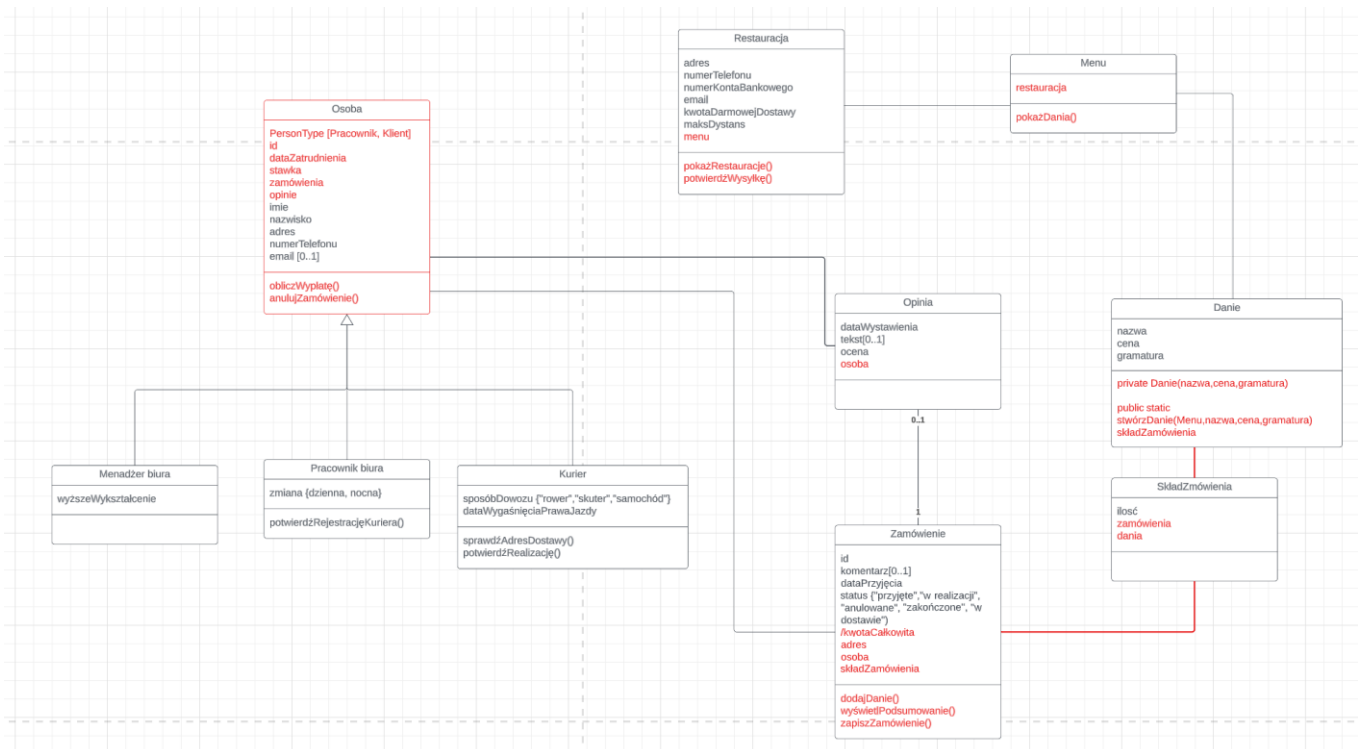 Restauracja
adres
numerTelefonu
numerKontaBankowego
email
kwotaDarmowejDostawy
maksDystans
menu
pokażRestauracje()
potwierdźWysyłkę()
Menu
restauracja
pokażDania()
Osoba
PersonType [Pracownik, Klient]
id
dataZatrudnienia
stawka
zamówienia
opinie
imie
nazwisko
adres
numerTelefonu
email [0..1]
obliczWypłatę()
anulujZamówienie()
Opinia
dataWystawienia
tekst[0..1]
ocena
osoba
0..1
1
Danie
nazwa
cena
gramatura
private Danie(nazwa,cena,gramatura)
public static
stwórzDanie(Menu,nazwa,cena,gramatura)
składZamówienia
Menadżer biura
wyższeWykształcenie
Pracownik biura
zmiana {dzienna, nocna}
potwierdźRejestracjęKuriera()
Kurier
sposóbDowozu {"rower","skuter","samochód"}
dataWygaśnięciaPrawaJazdy
sprawdźAdresDostawy()
potwierdźRealizację()
SkładZmówienia
ilosć
zamówienia
dania
Zamówienie
id
komentarz[0..1]
dataPrzyjęcia
status {"przyjęte","w realizacji",
"anulowane", "zakończone", "w
dostawie")
/kwotaCałkowita
adres
osoba
składZamówienia
dodajDanie()
wyświetlPodsumowanie()
zapiszZamówienie()